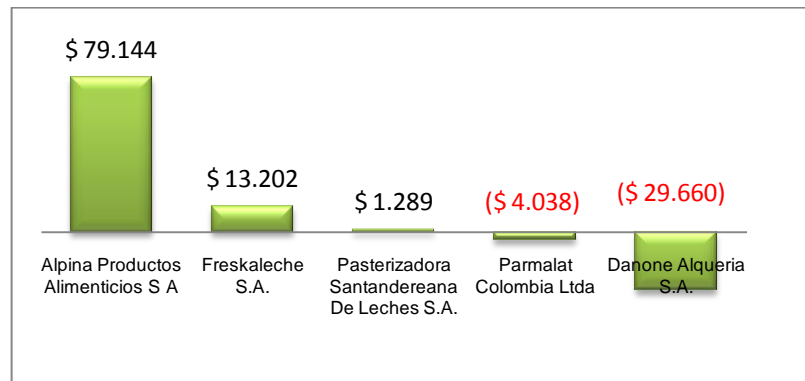 $ 79.144
$ 13.202
$ 1.289
($ 4.038)
($ 29.660)
Alpina Productos
Alimenticios S A
Freskaleche
S.A.
Pasterizadora
Santandereana
De Leches S.A.
Parmalat
Colombia Ltda
Danone Alqueria
S.A.